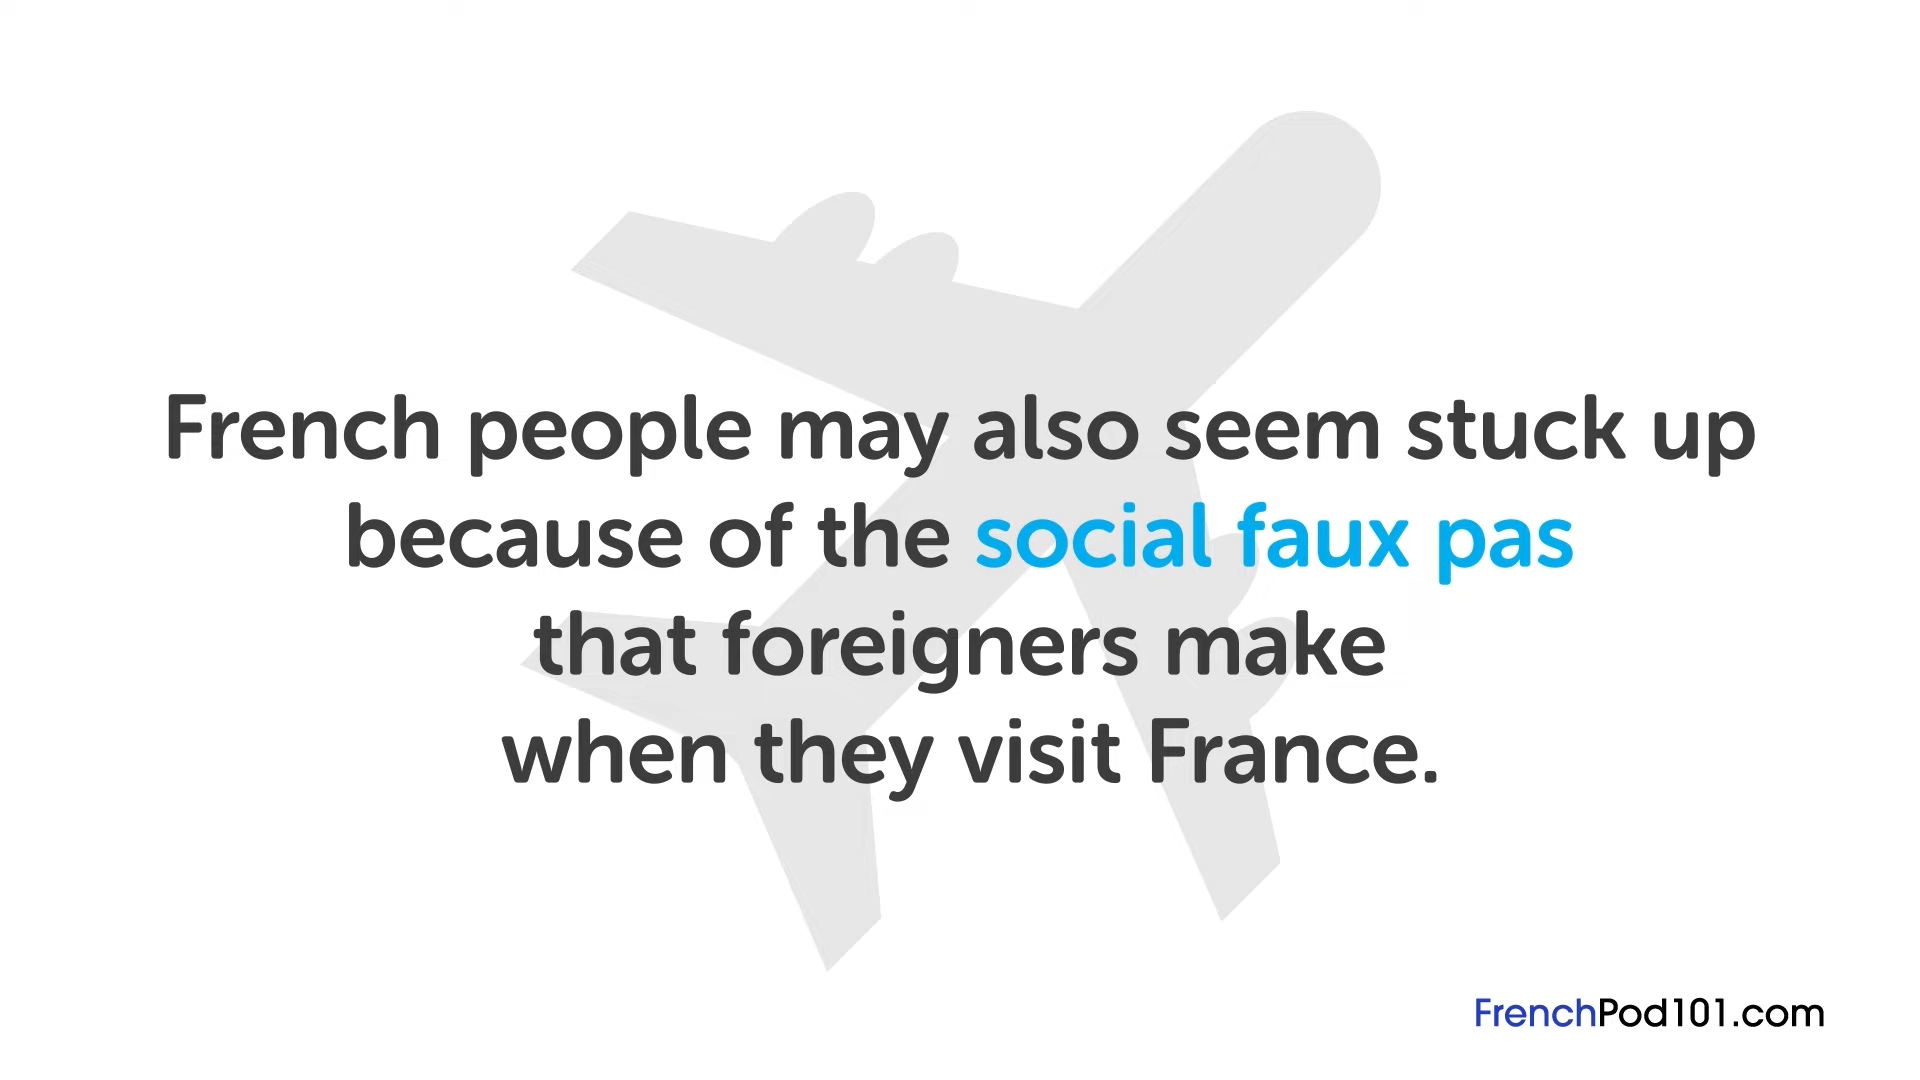 French people may also seem stuck up
because of the social faux pas
that foreigners make
when they visit France.
FrenchPod101.com